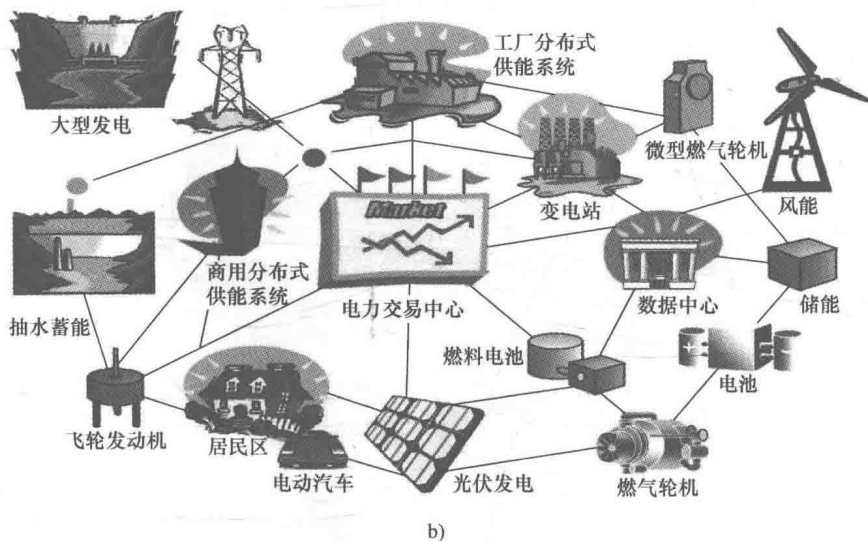 大型发电
工厂分布式
供能系统
微型燃气轮机
风能
变电站
Market
商用分布式
供能系统
电力交易中心
数据中心
储能
抽水蓄能
燃料电池
电池
飞轮发动机
居民区
电动汽车
光伏发电
燃气轮机
b)